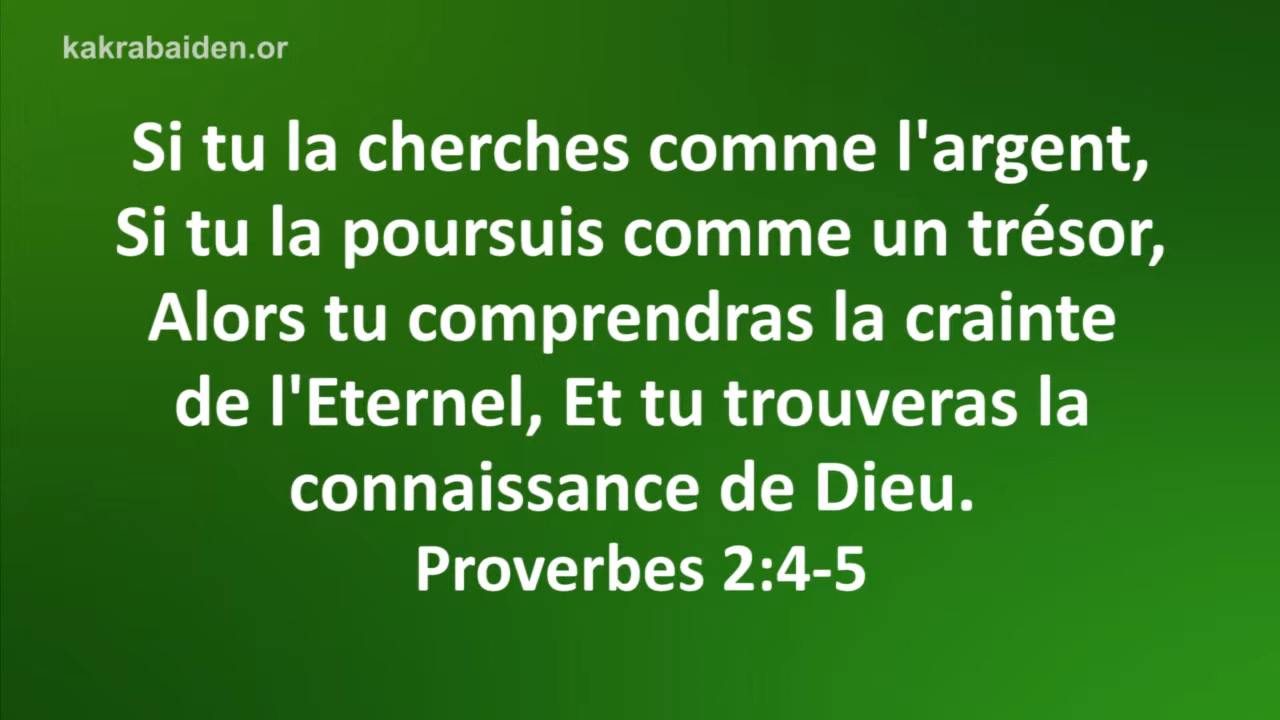 kakrabaiden.or
Si tu la cherches comme l'argent,
Si tu la poursuis comme un trésor,
Alors tu comprendras la crainte
de l'Eternel, Et tu trouveras la
connaissance de Dieu.
Proverbes 2:4-5